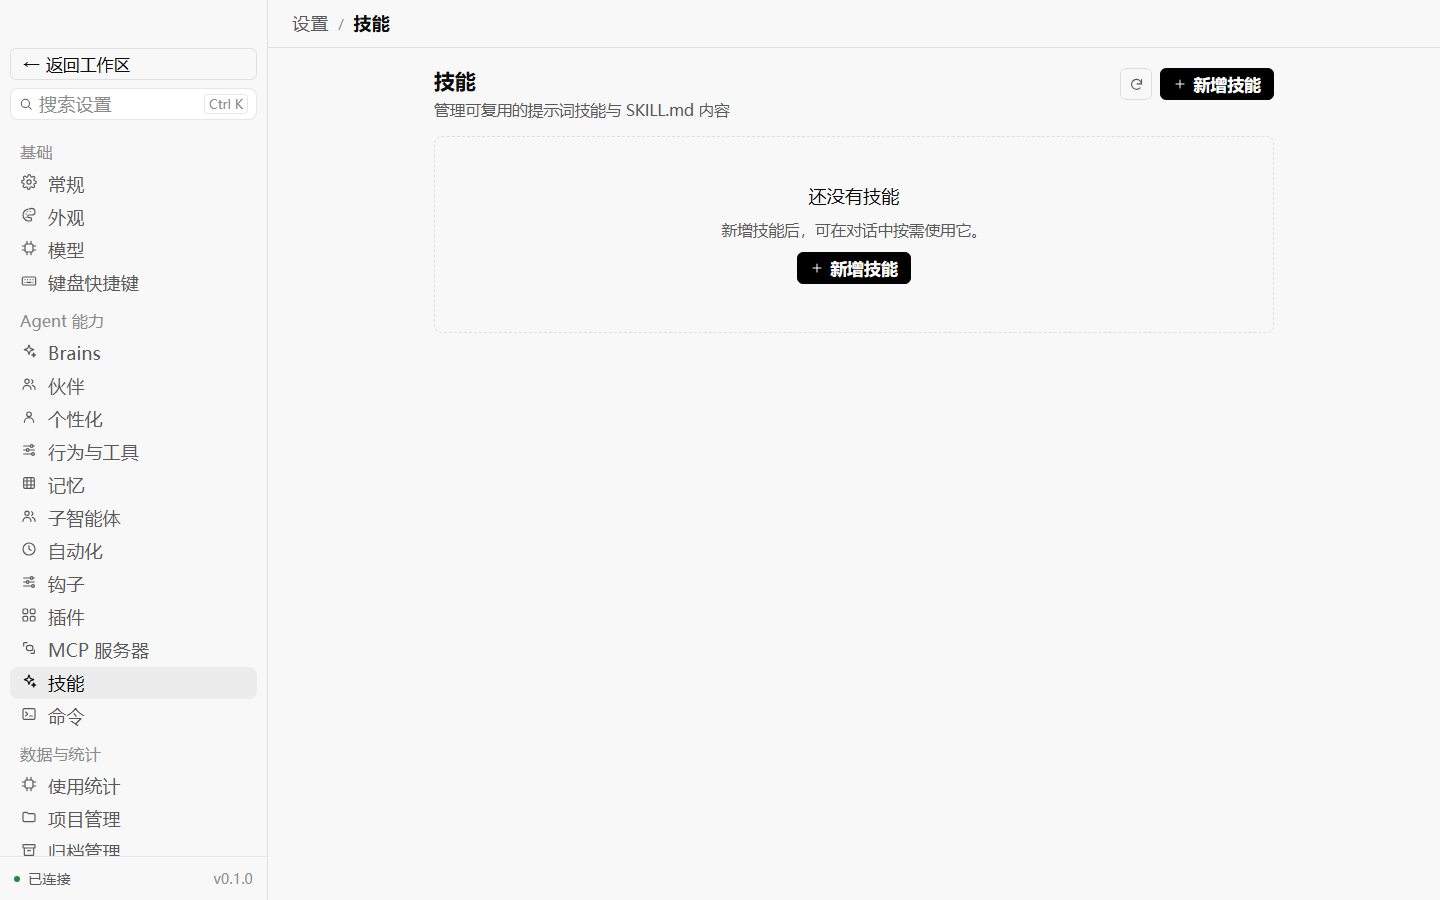 ← 返回工作区
搜索设置 Ctrl K
基础
常规
外观
模型
键盘快捷键
Agent 能力
Brains
伙伴
个性化
行为与工具
记忆
子智能体
自动化
钩子
插件
MCP 服务器
技能
命令
数据与统计
使用统计
项目管理
归档管理
已连接 v0.1.0
设置 / 技能
技能
管理可复用的提示词技能与 SKILL.md 内容
+ 新增技能
还没有技能
新增技能后，可在对话中按需使用它。
+ 新增技能